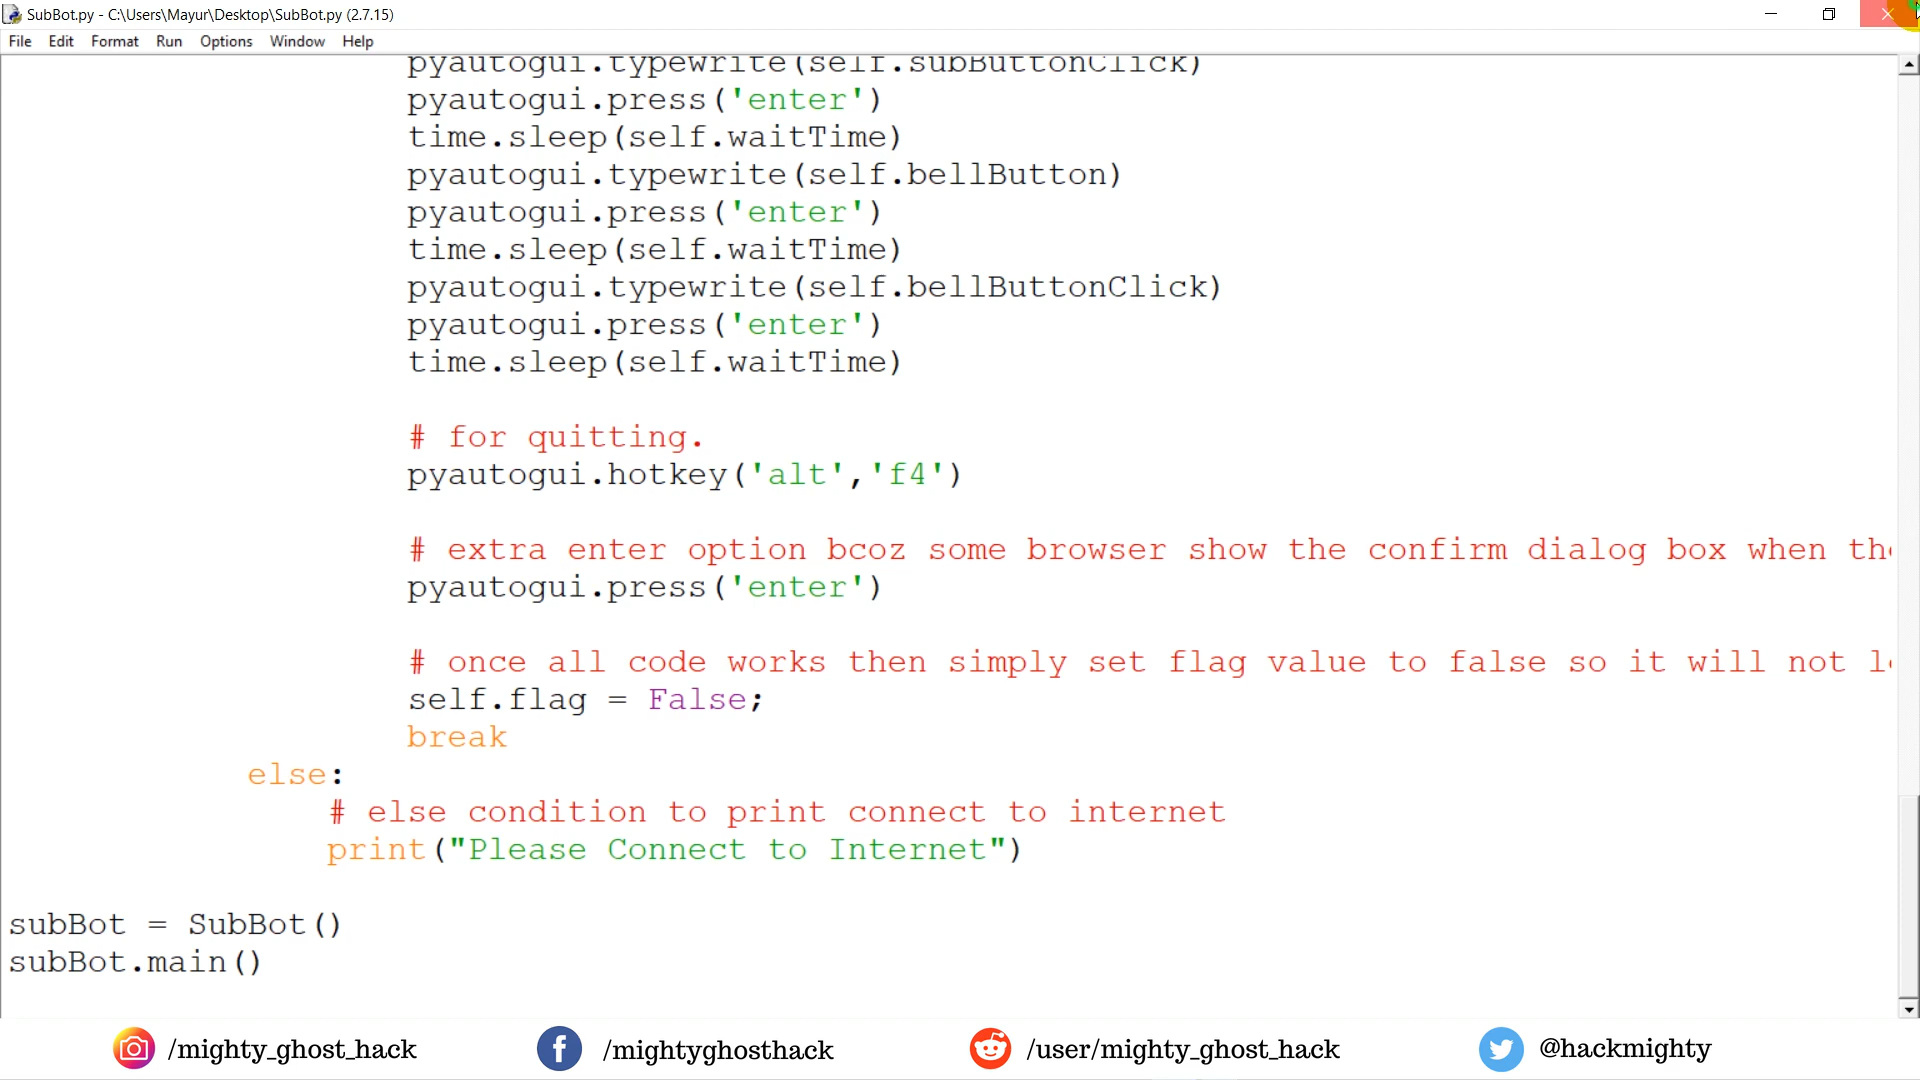 SubBot.py - C:\Users\Mayur\Desktop\SubBot.py (2.7.15)
File Edit Format Run Options Window Help
pyautogui.typewrite(self.subButtonClick)
pyautogui.press('enter')
time.sleep(self.waitTime)
pyautogui.typewrite(self.bellButton)
pyautogui.press('enter')
time.sleep(self.waitTime)
pyautogui.typewrite(self.bellButtonClick)
pyautogui.press('enter')
time.sleep(self.waitTime)
# for quitting.
pyautogui.hotkey('alt','f4')
# extra enter option bcoz some browser show the confirm dialog box when
pyautogui.press('enter')
# once all code works then simply set flag value to false so it will not
self.flag = False;
break
else:
# else condition to print connect to internet
print("Please Connect to Internet")
subBot = SubBot()
subBot.main()
/mighty_ghost_hack /mightyghosthack /user/mighty_ghost_hack @hackmighty